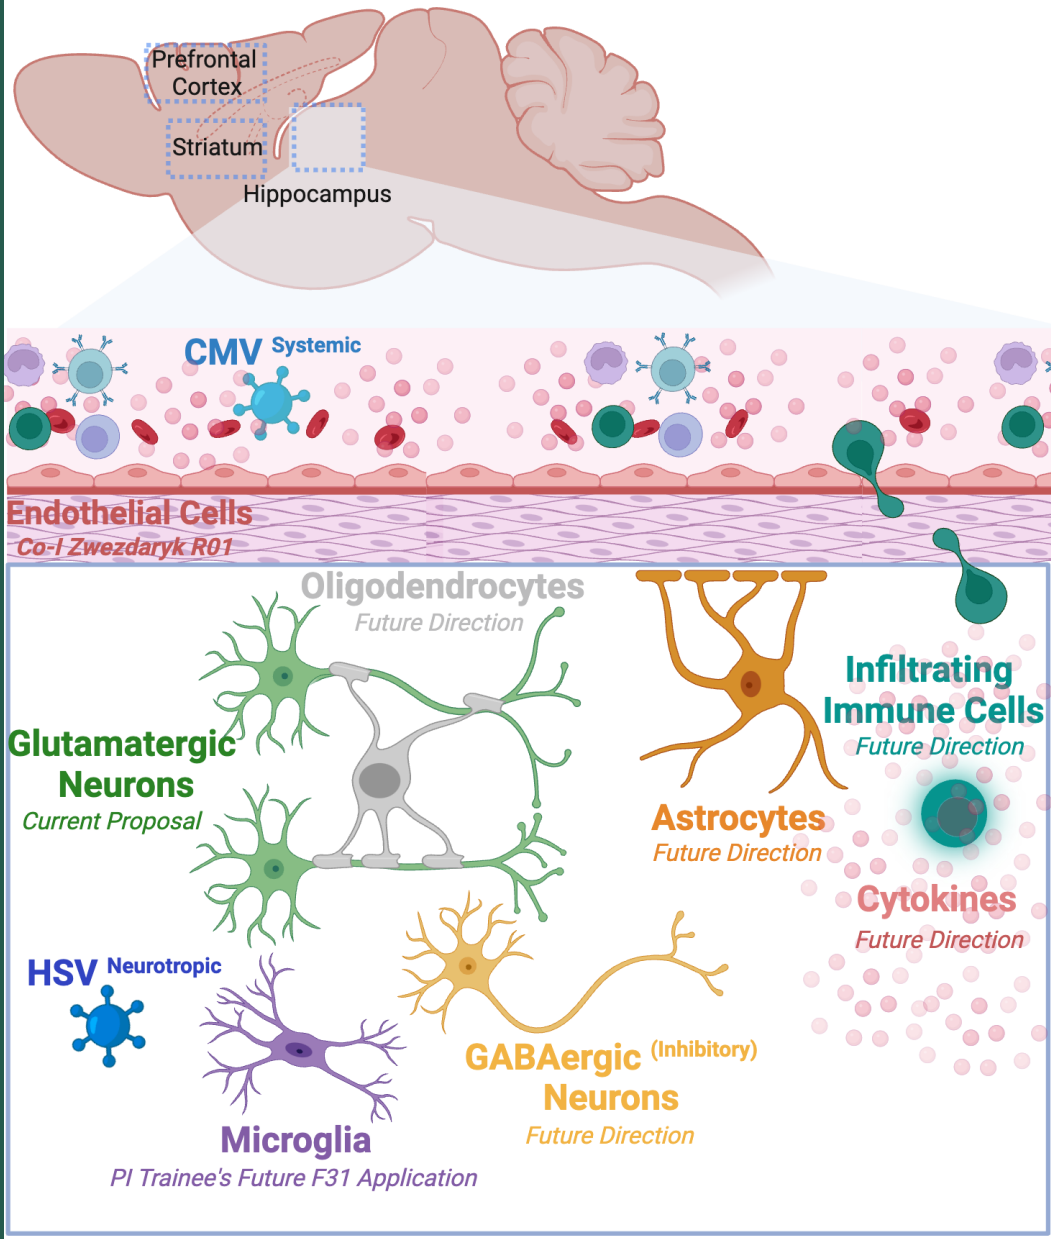 Prefrontal
Cortex
Striatum
Hippocampus
CMV Systemic
Endothelial Cells
Co-I Zwezdaryk R01
Oligodendrocytes
Future Direction
Infiltrating
Immune Cells
Future Direction
Glutamatergic
Neurons
Current Proposal
Astrocytes
Future Direction
Cytokines
Future Direction
HSV Neurotropic
GABAergic (Inhibitory)
Neurons
Future Direction
Microglia
PI Trainee's Future F31 Application